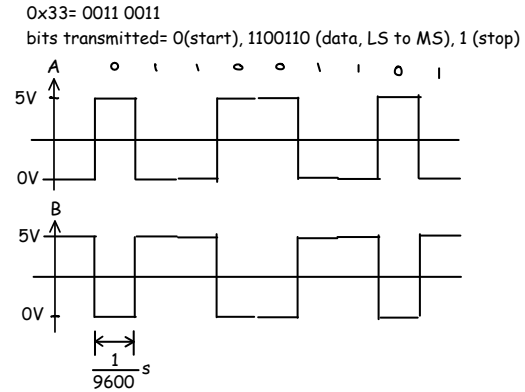 0x33= 0011 0011
bits transmitted= 0(start), 1100110 (data, LS to MS), 1 (stop)
A 0 1 1 0 0 1 1 0 1
5V
0V
B
5V
0V
1
9600 s